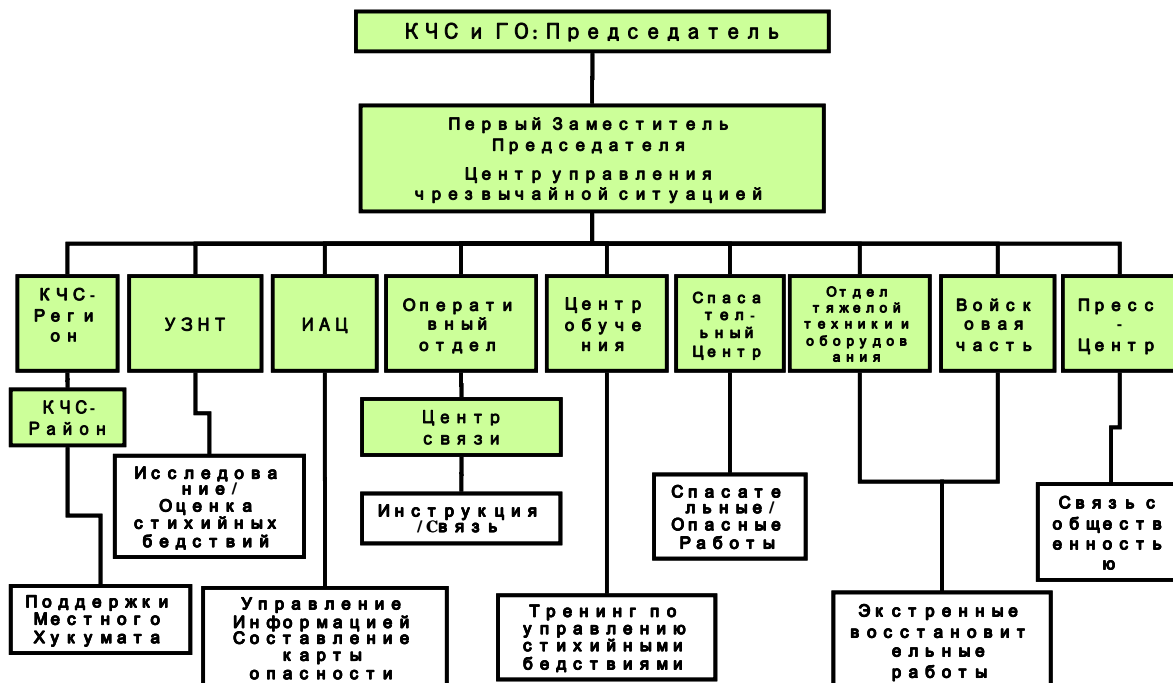 КЧС и ГО: Председатель
Первый Заместитель
Председателя
Центр управления
чрезвычайной ситуацией
КЧС-
Реги
он
УЗНТ
ИАЦ
Операти
вный
отдел
Центр
обуче
ния
Спаса
тел-
ьный
Центр
Отдел
тяжелой
техники и
оборудов
ания
Войск
овая
часть
Пресс
-
Центр
КЧС-
Район
Центр
связи
Исследова
ние/
Оценка
стихийных
бедствий
Инструкция
/Связь
Спасате
льные/
Опасные
Работы
Связь с
обществ
енность
ю
Поддержки
Местного
Хукумата
Управление
Информацией
Составление
карты
опасности
Тренинг по
управлению
стихийными
бедствиями
Экстренные
восстановит
ельные
работы